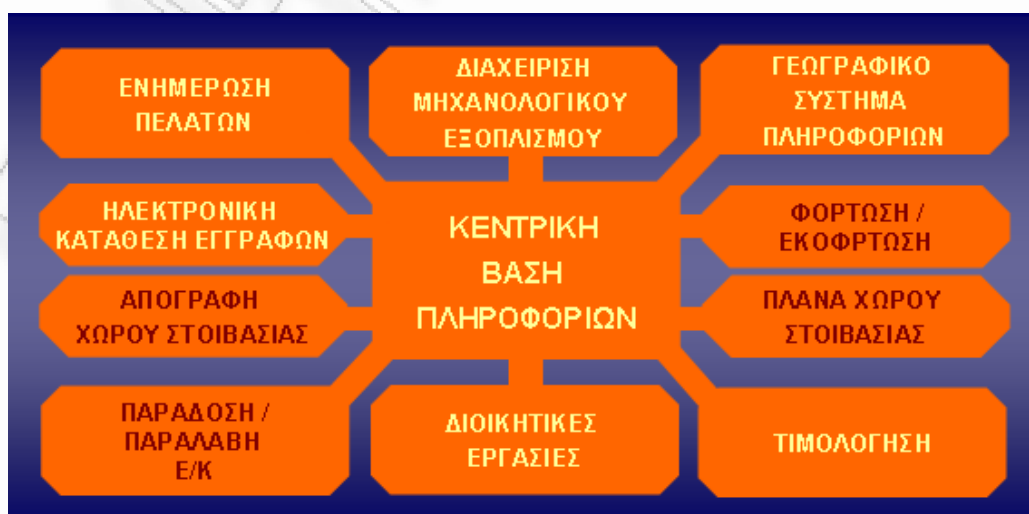 ΕΝΗΜΕΡΩΣΗ
ΠΕΛΑΤΩΝ
ΔΙΑΧΕΙΡΙΣΗ
ΜΗΧΑΝΟΛΟΓΙΚΟΥ
ΕΞΟΠΛΙΣΜΟΥ
ΓΕΩΓΡΑΦΙΚΟ
ΣΥΣΤΗΜΑ
ΠΛΗΡΟΦΟΡΙΩΝ
ΗΛΕΚΤΡΟΝΙΚΗ
ΚΑΤΑΘΕΣΗ ΕΓΓΡΑΦΩΝ
ΚΕΝΤΡΙΚΗ
ΒΑΣΗ
ΠΛΗΡΟΦΟΡΙΩΝ
ΦΟΡΤΩΣΗ /
ΕΚΟΦΡΤΩΣΗ
ΑΠΟΓΡΑΦΗ
ΧΩΡΟΥ ΣΤΟΙΒΑΣΙΑΣ
ΠΛΑΝΑ ΧΩΡΟΥ
ΣΤΟΙΒΑΣΙΑΣ
ΠΑΡΑΔΟΣΗ /
ΠΑΡΑΛΑΒΗ
Ε/Κ
ΔΙΟΙΚΗΤΙΚΕΣ
ΕΡΓΑΣΙΕΣ
ΤΙΜΟΛΟΓΗΣΗ